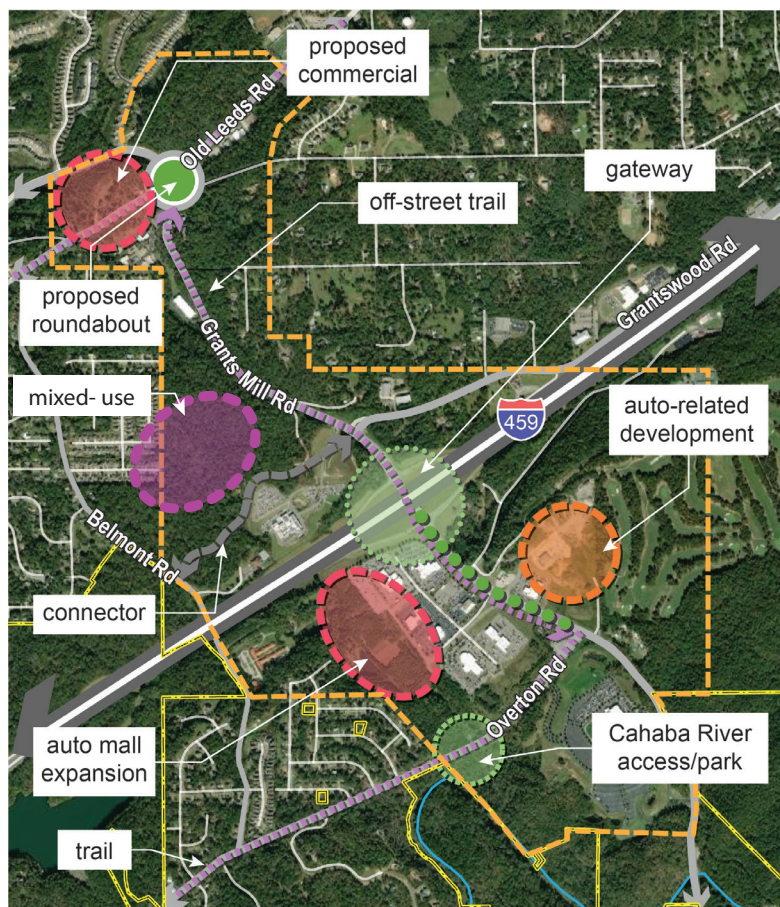 proposed
commercial
Old Leeds Rd
gateway
off-street trail
Grantswood Rd
proposed
roundabout
Grants Mill Rd
mixed- use
459
auto-related
development
Belmont Rd
connector
Overton Rd
auto mall
expansion
Cahaba River
access/park
trail